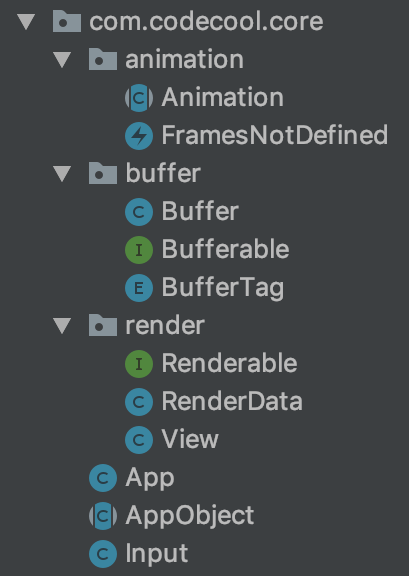 com.codecool.core
animation
Animation
FramesNotDefined
buffer
Buffer
Bufferable
BufferTag
render
Renderable
RenderData
View
App
AppObject
Input